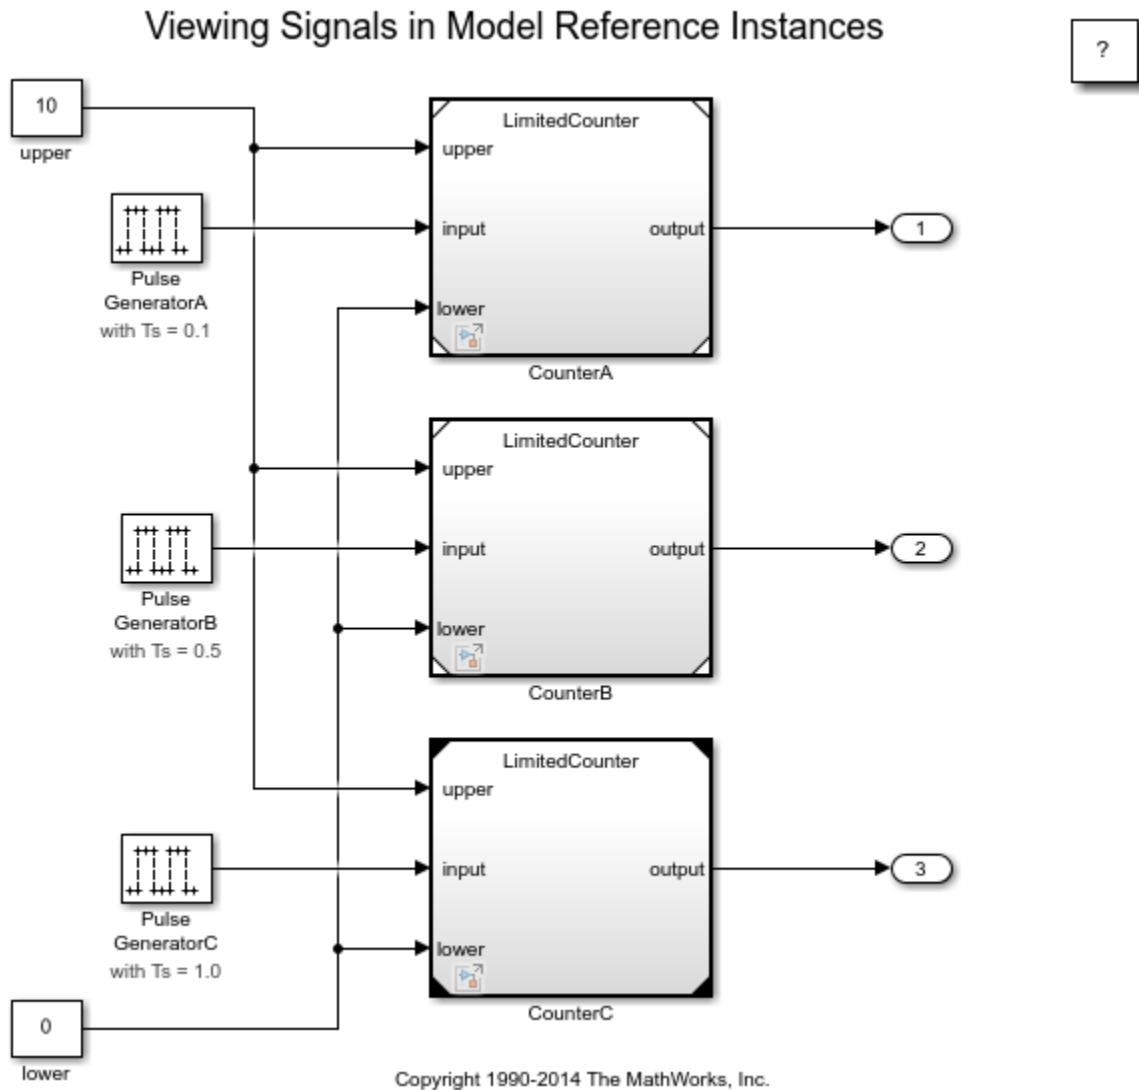 Viewing Signals in Model Reference Instances
?
10
upper
LimitedCounter
upper
input
output
lower
CounterA
1
Pulse
GeneratorA
with Ts = 0.1
LimitedCounter
upper
input
output
lower
CounterB
2
Pulse
GeneratorB
with Ts = 0.5
LimitedCounter
upper
input
output
lower
CounterC
3
Pulse
GeneratorC
with Ts = 1.0
0
lower
Copyright 1990-2014 The MathWorks, Inc.